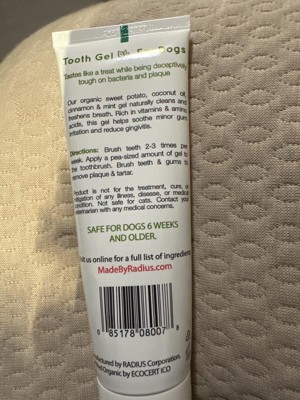 Tooth Gel For Dogs
Tastes like a treat while being deceptively
tough on bacteria and plaque
Our organic sweet potato, coconut oil,
cinnamon & mint gel naturally cleans and
freshens breath. Rich in vitamins & amino
acids, this gel helps soothe minor gum
irritation and reduce gingivitis.
Directions: Brush teeth 2-3 times per
week. Apply a pea-sized amount of gel to
the toothbrush. Brush teeth & gums to
remove plaque & tartar.
Product is not for the treatment, cure, or
mitigation of any illness, disease, or medical
condition. Not safe for cats. Contact your
veterinarian with any medical concerns.
SAFE FOR DOGS 6 WEEKS
AND OLDER.
us online for a full list of ingredients
MadeByRadius.com
0 85178 08007 8
by RADIUS Corporation,
Organic by ECOCERT ICO